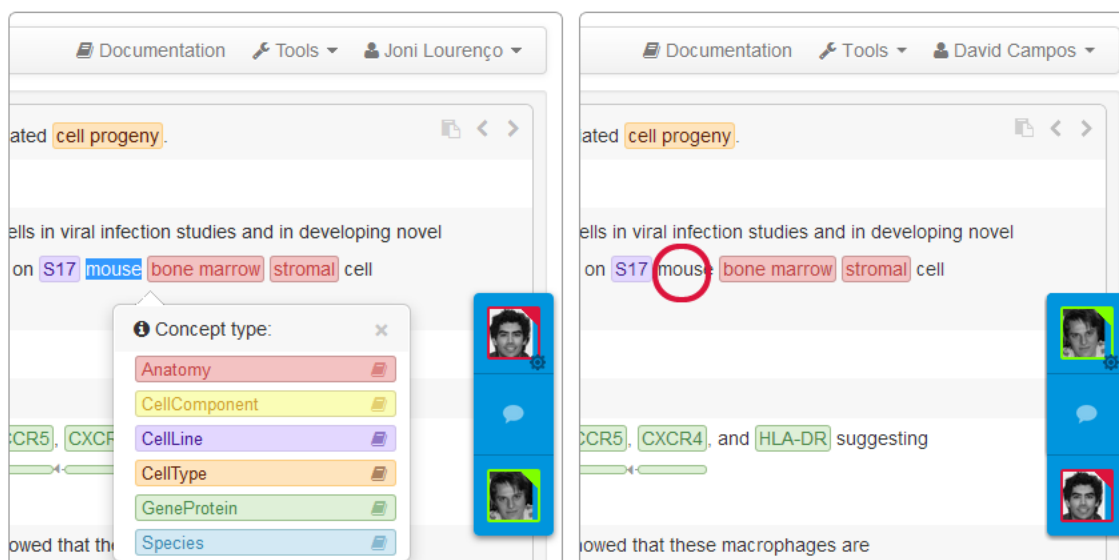 Documentation Tools Joni Lourenço
ated cell progeny.
ells in viral infection studies and in developing novel
on S17 mouse bone marrow stromal cell
Concept type: ×
Anatomy
CellComponent
CellLine
CellType
GeneProtein
Species
CCR5, CXCR
owed that th
Documentation Tools David Campos
ated cell progeny.
ells in viral infection studies and in developing novel
on S17 mouse bone marrow stromal cell
CCR5, CXCR4, and HLA-DR suggesting
owed that these macrophages are